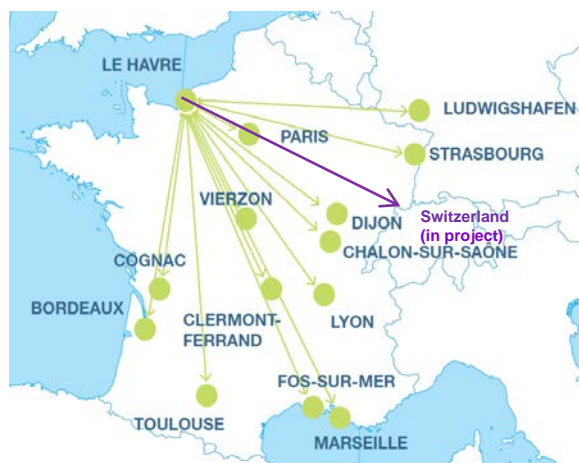 LE HAVRE
LUDWIGSHAFEN
PARIS
STRASBOURG
VIERZON
Switzerland
(in project)
DIJON
CHALON-SUR-SAÔNE
COGNAC
BORDEAUX
CLERMONT-
FERRAND
LYON
FOS-SUR-MER
TOULOUSE
MARSEILLE